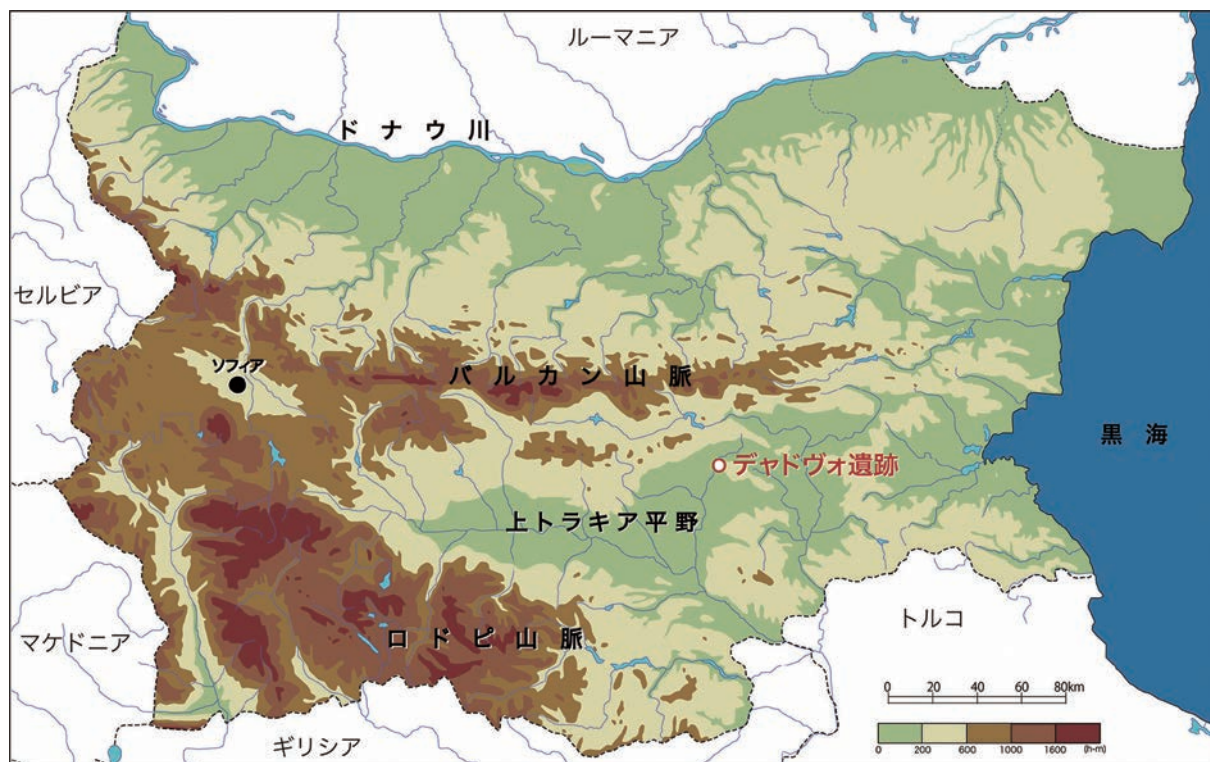 ルーマニア
ドナウ川
セルビア
ソフィア
バルカン山脈
黒海
デャドヴォ遺跡
上トラキア平野
トルコ
マケドニア
ロドピ山脈
ギリシア
0 20 40 60 80km
0 200 600 1000 1600 (h-m)